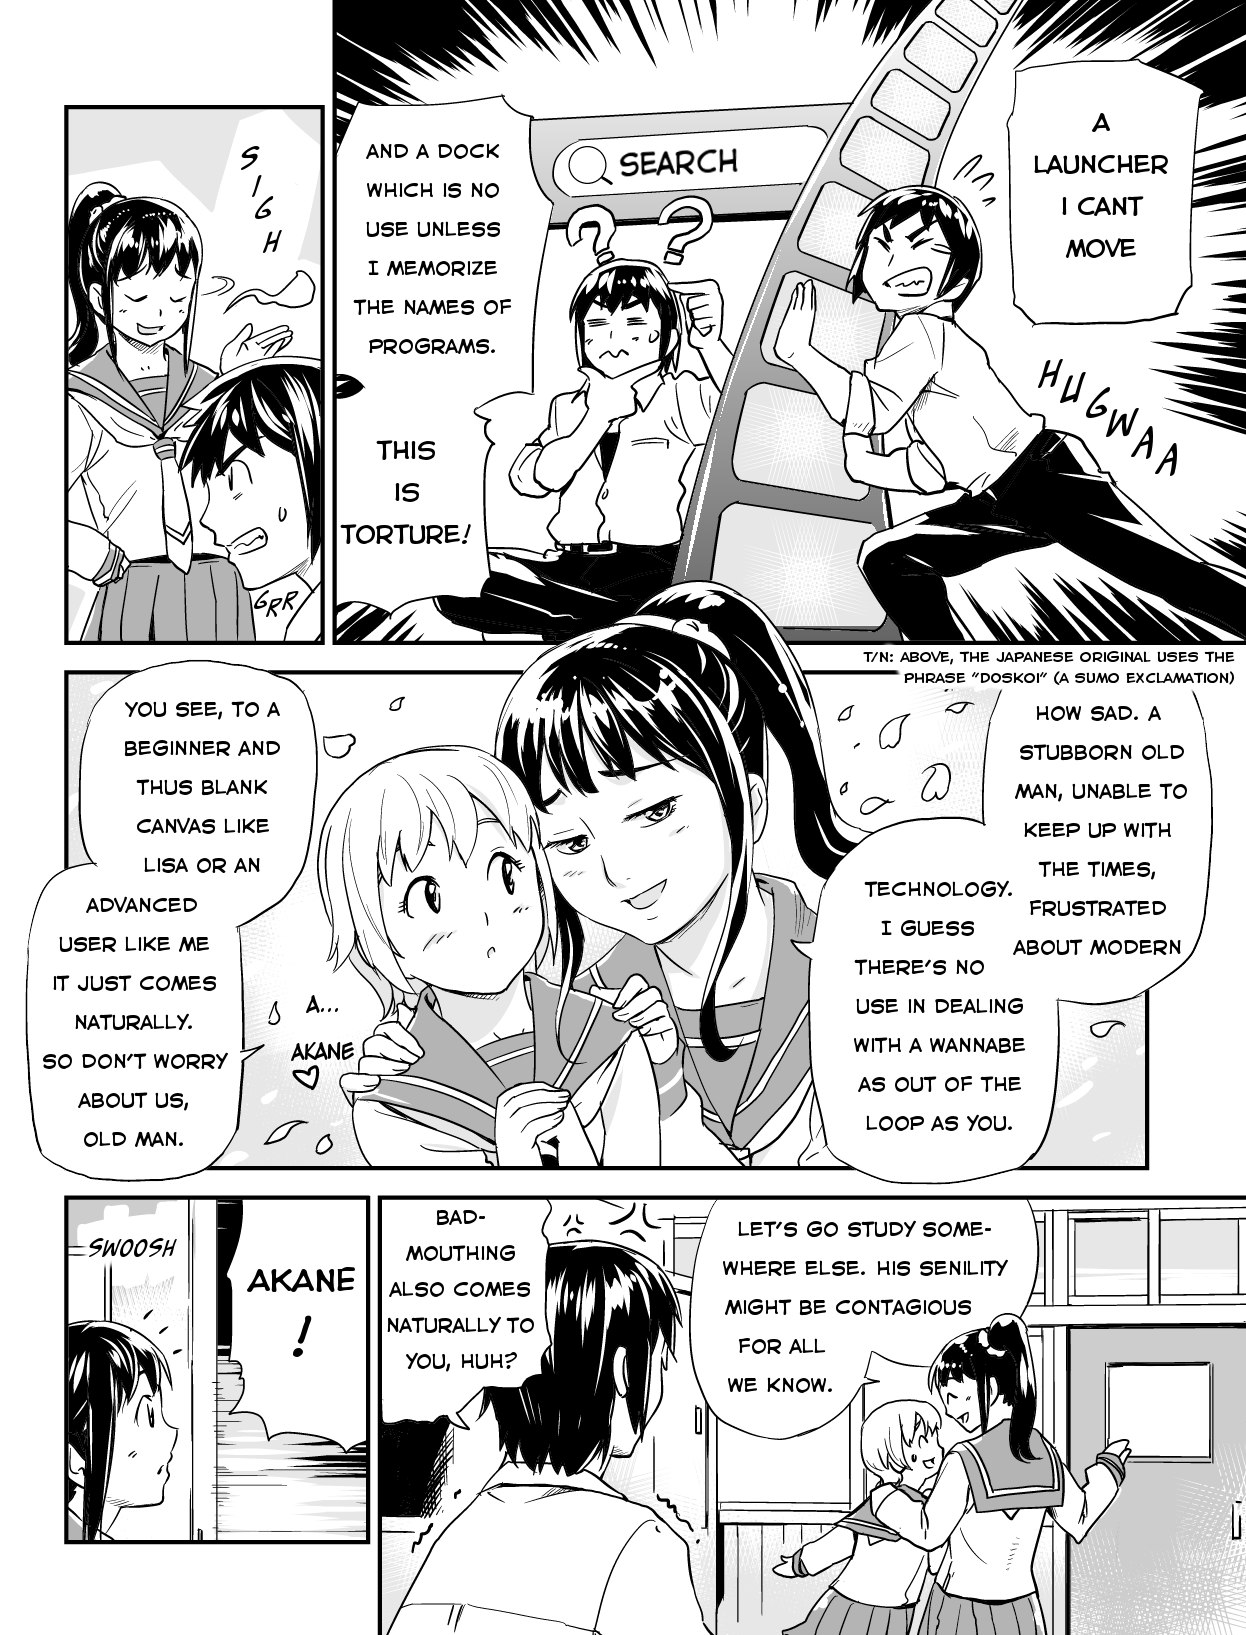 A
LAUNCHER
I CANT
MOVE
HUGWAA
SEARCH
? ?
AND A DOCK
WHICH IS NO
USE UNLESS
I MEMORIZE
THE NAMES OF
PROGRAMS.
THIS
IS
TORTURE!
SIGH
GRR
T/N: ABOVE, THE JAPANESE ORIGINAL USES THE
PHRASE "DOSKOI" (A SUMO EXCLAMATION)
HOW SAD. A
STUBBORN OLD
MAN, UNABLE TO
KEEP UP WITH
THE TIMES,
FRUSTRATED
ABOUT MODERN
TECHNOLOGY.
I GUESS
THERE'S NO
USE IN DEALING
WITH A WANNABE
AS OUT OF THE
LOOP AS YOU.
YOU SEE, TO A
BEGINNER AND
THUS BLANK
CANVAS LIKE
LISA OR AN
ADVANCED
USER LIKE ME
IT JUST COMES
NATURALLY.
SO DON'T WORRY
ABOUT US,
OLD MAN.
A...
AKANE
♡
LET'S GO STUDY SOME-
WHERE ELSE. HIS SENILITY
MIGHT BE CONTAGIOUS
FOR ALL
WE KNOW.
BAD-
MOUTHING
ALSO COMES
NATURALLY TO
YOU, HUH?
AKANE
!
SWOOSH